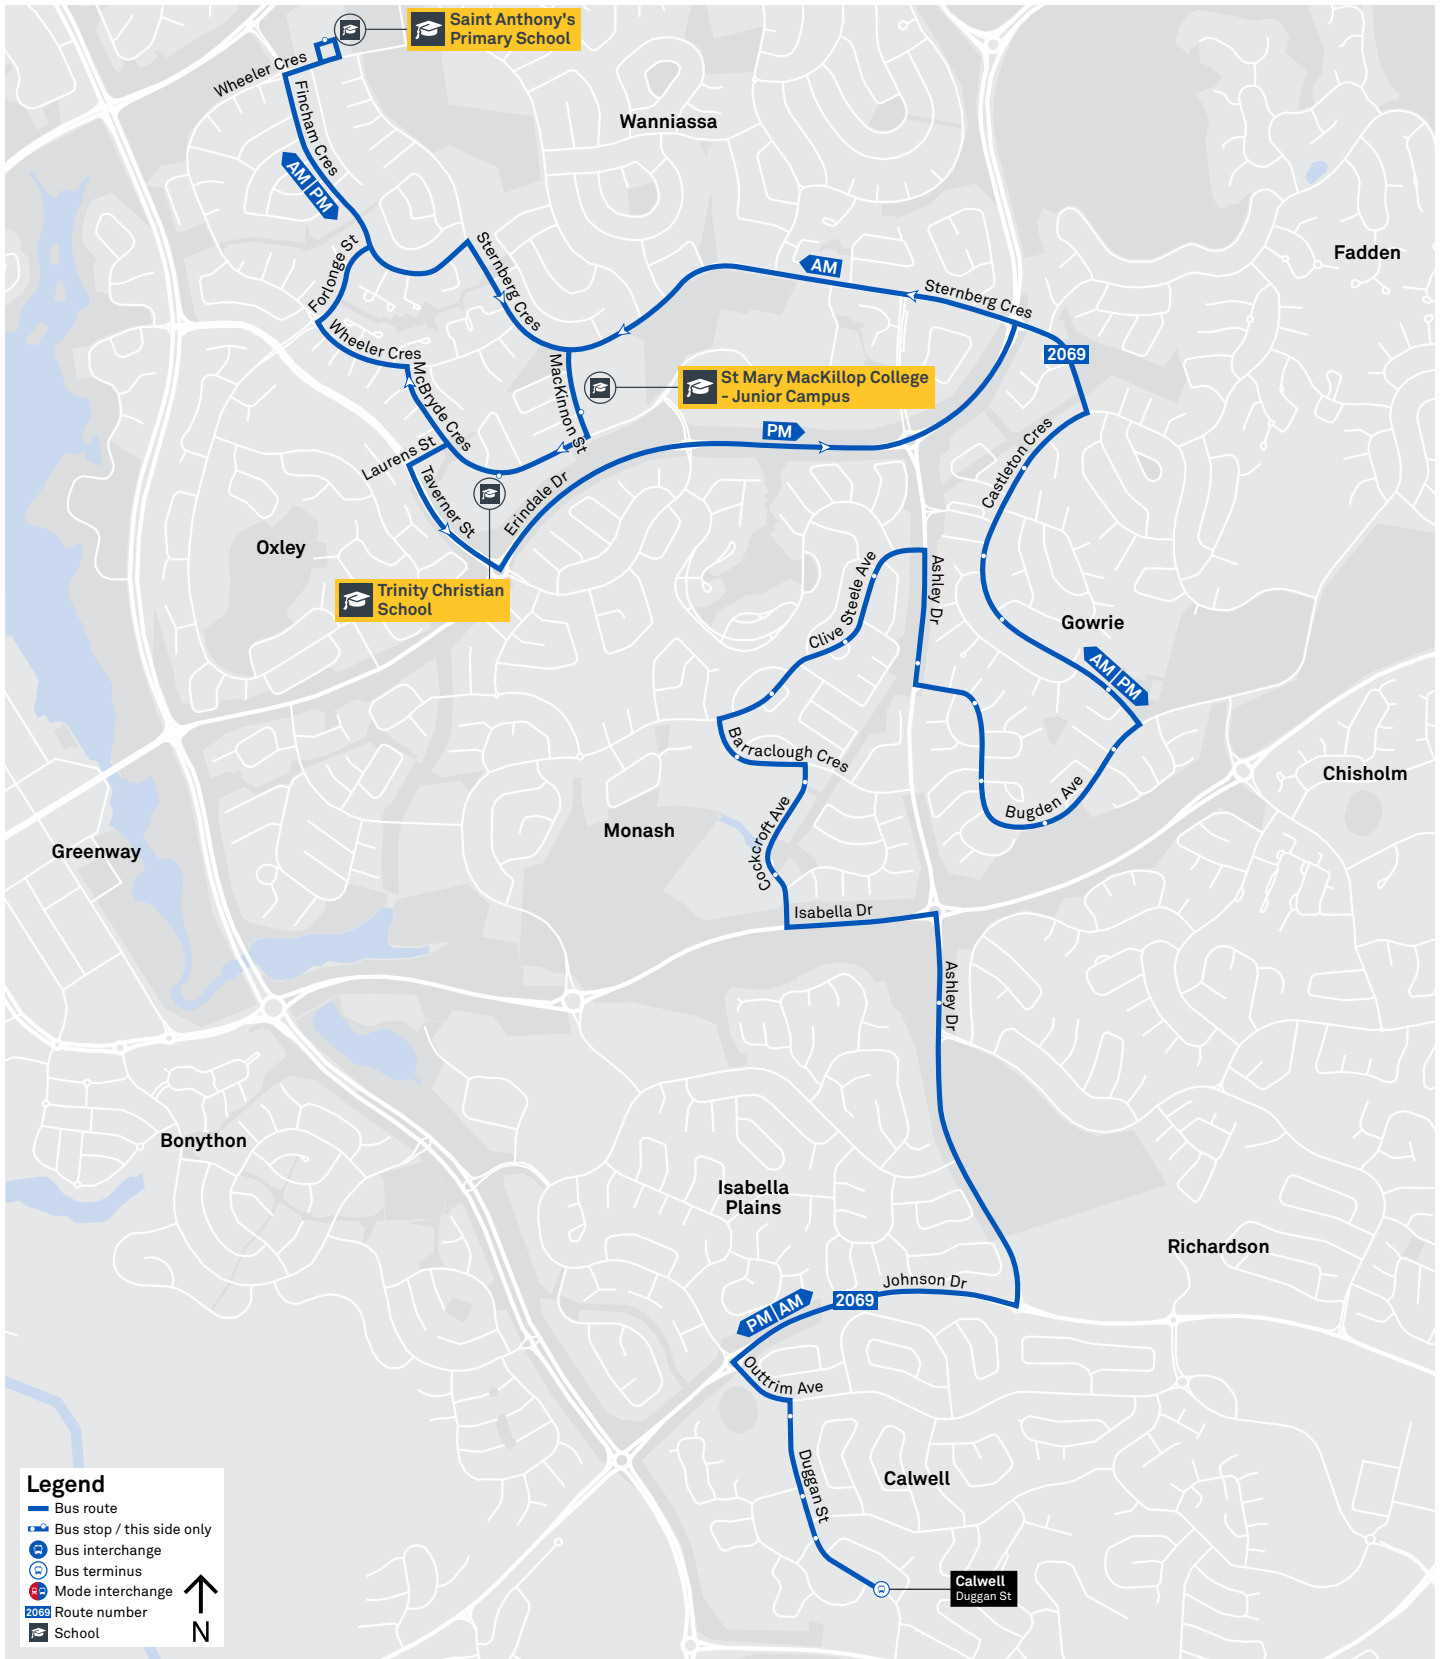 Saint Anthony's
Primary School
Wheeler Cres
Fincham Cres
Wanniassa
AM|PM
Fadden
Forlonge St
Sternberg Cres
AM
Sternberg Cres
Wheeler Cres
2069
McBryde Cres
MacKinnon St
St Mary MacKillop College
- Junior Campus
PM
Laurens St
Castleton Cres
Taverner St
Erindale Dr
Oxley
Trinity Christian
School
Clive Steele Ave
Ashley Dr
Gowrie
AM|PM
Barraclough Cres
Chisholm
Cockcroft Ave
Bugden Ave
Monash
Greenway
Isabella Dr
Ashley Dr
Bonython
Isabella
Plains
Richardson
Johnson Dr
PM|AM
2069
Outtrim Ave
Duggan St
Calwell
Calwell
Duggan St
Legend
Bus route
Bus stop / this side only
Bus interchange
Bus terminus
Mode interchange
2069 Route number
School
N